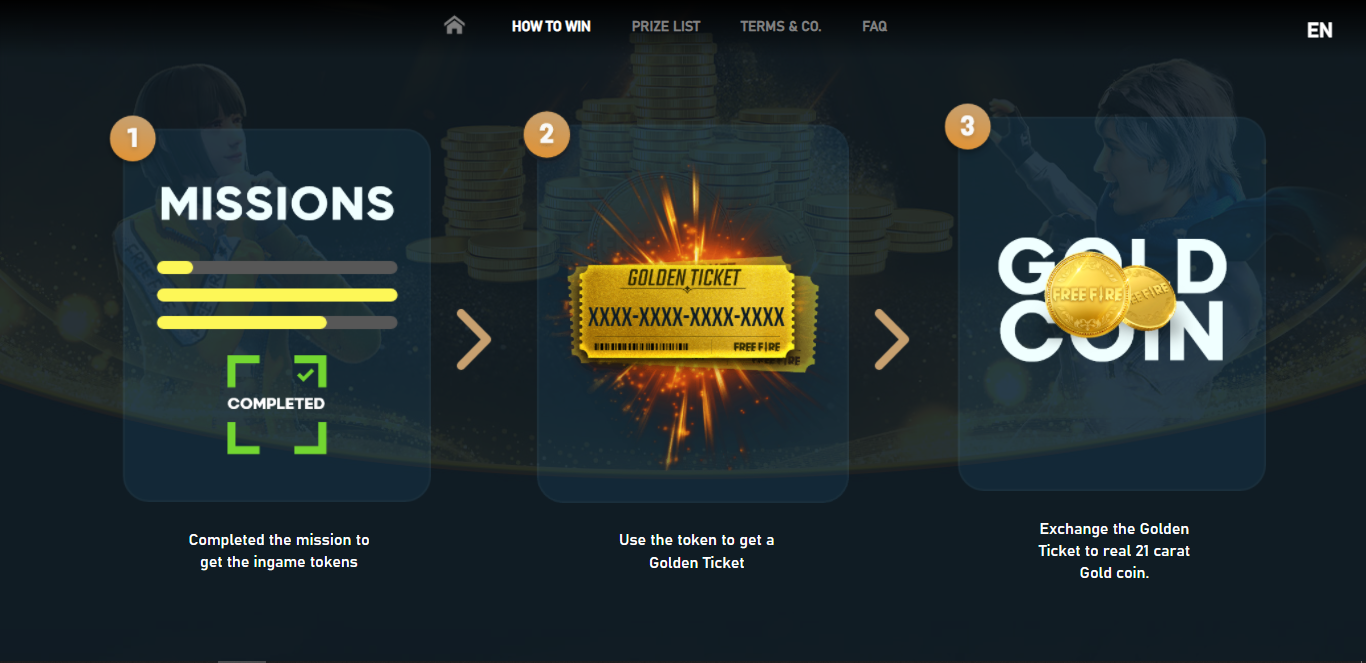 HOW TO WIN
PRIZE LIST
TERMS & CO.
FAQ
EN
1
MISSIONS
COMPLETED
Completed the mission to
get the ingame tokens
2
GOLDEN TICKET
XXXX-XXXX-XXXX-XXXX
FREE FIRE
FREE FIRE
Use the token to get a
Golden Ticket
3
GOLD
COIN
FREE FIRE
FREE FIRE
Exchange the Golden
Ticket to real 21 carat
Gold coin.